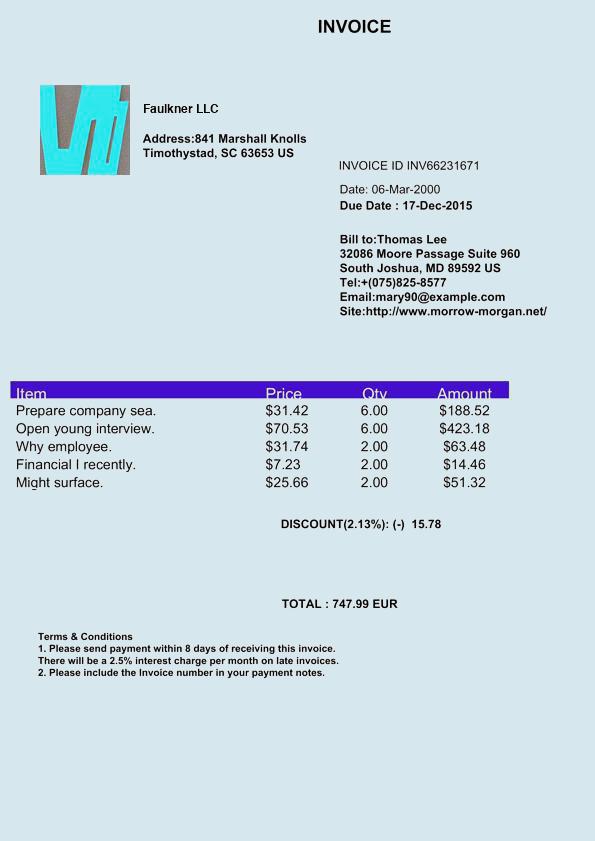 INVOICE
Faulkner LLC
Address:841 Marshall Knolls
Timothystad, SC 63653 US
INVOICE ID INV66231671
Date: 06-Mar-2000
Due Date : 17-Dec-2015
Bill to:Thomas Lee
32086 Moore Passage Suite 960
South Joshua, MD 89592 US
Tel:+(075)825-8577
Email:mary90@example.com
Site:http://www.morrow-morgan.net/
Item Price Qty Amount
Prepare company sea. $31.42 6.00 $188.52
Open young interview. $70.53 6.00 $423.18
Why employee. $31.74 2.00 $63.48
Financial I recently. $7.23 2.00 $14.46
Might surface. $25.66 2.00 $51.32
DISCOUNT(2.13%): (-) 15.78
TOTAL : 747.99 EUR
Terms & Conditions
1. Please send payment within 8 days of receiving this invoice.
There will be a 2.5% interest charge per month on late invoices.
2. Please include the Invoice number in your payment notes.